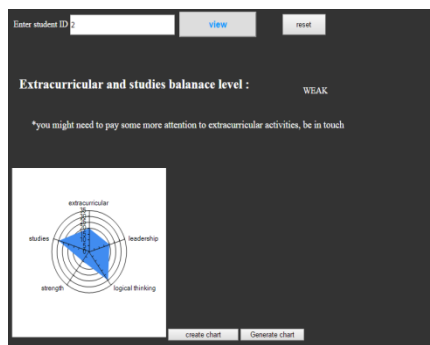 Enter student ID 2
view
reset
Extracurricular and studies balanace level :
WEAK
*you might need to pay some more attention to extracurricular activities, be in touch
extracurricular
studies
leadership
strength
logical thinking
create chart
Generate chart